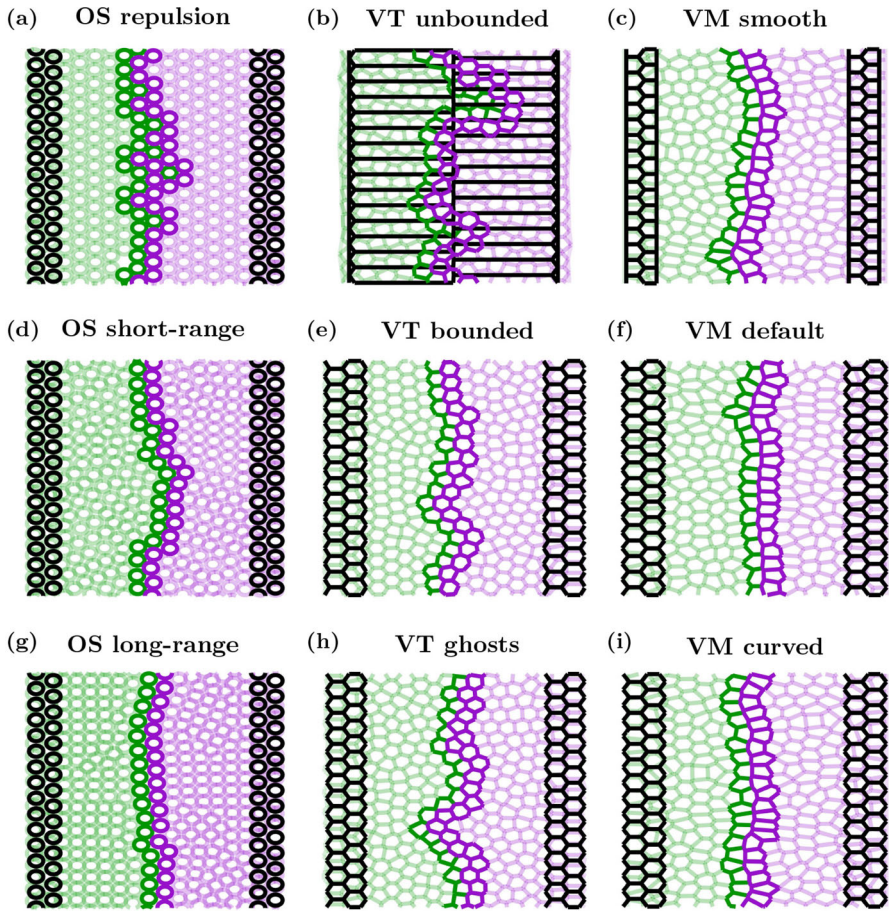 (a) OS repulsion
(b) VT unbounded
(c) VM smooth
(d) OS short-range
(e) VT bounded
(f) VM default
(g) OS long-range
(h) VT ghosts
(i) VM curved